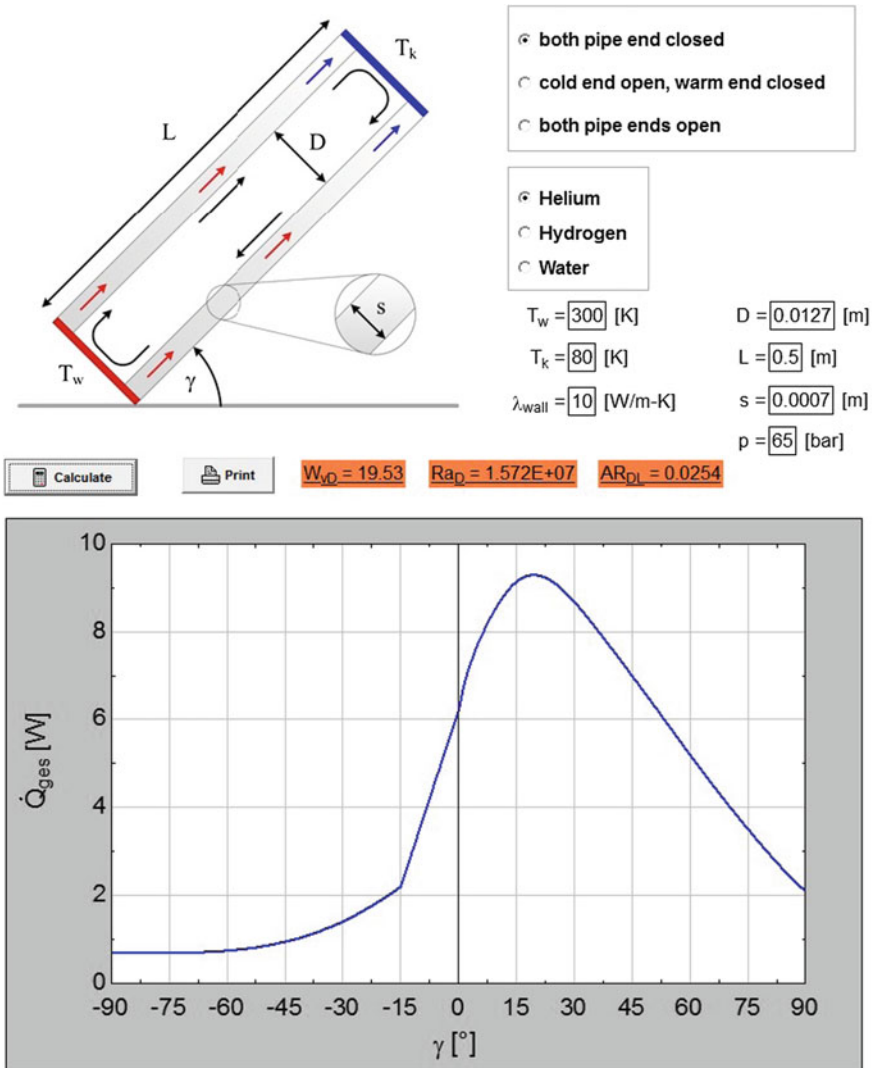 T_k
L
D
s
T_w
γ
both pipe end closed
cold end open, warm end closed
both pipe ends open
Helium
Hydrogen
Water
T_w = 300 [K]
D = 0.0127 [m]
T_k = 80 [K]
L = 0.5 [m]
λ_wall = 10 [W/m-K]
s = 0.0007 [m]
p = 65 [bar]
Calculate
Print
W_vD = 19.53
Ra_D = 1.572E+07
AR_DL = 0.0254
10
8
6
4
2
0
Q̇_ges [W]
-90 -75 -60 -45 -30 -15 0 15 30 45 60 75 90
γ [°]